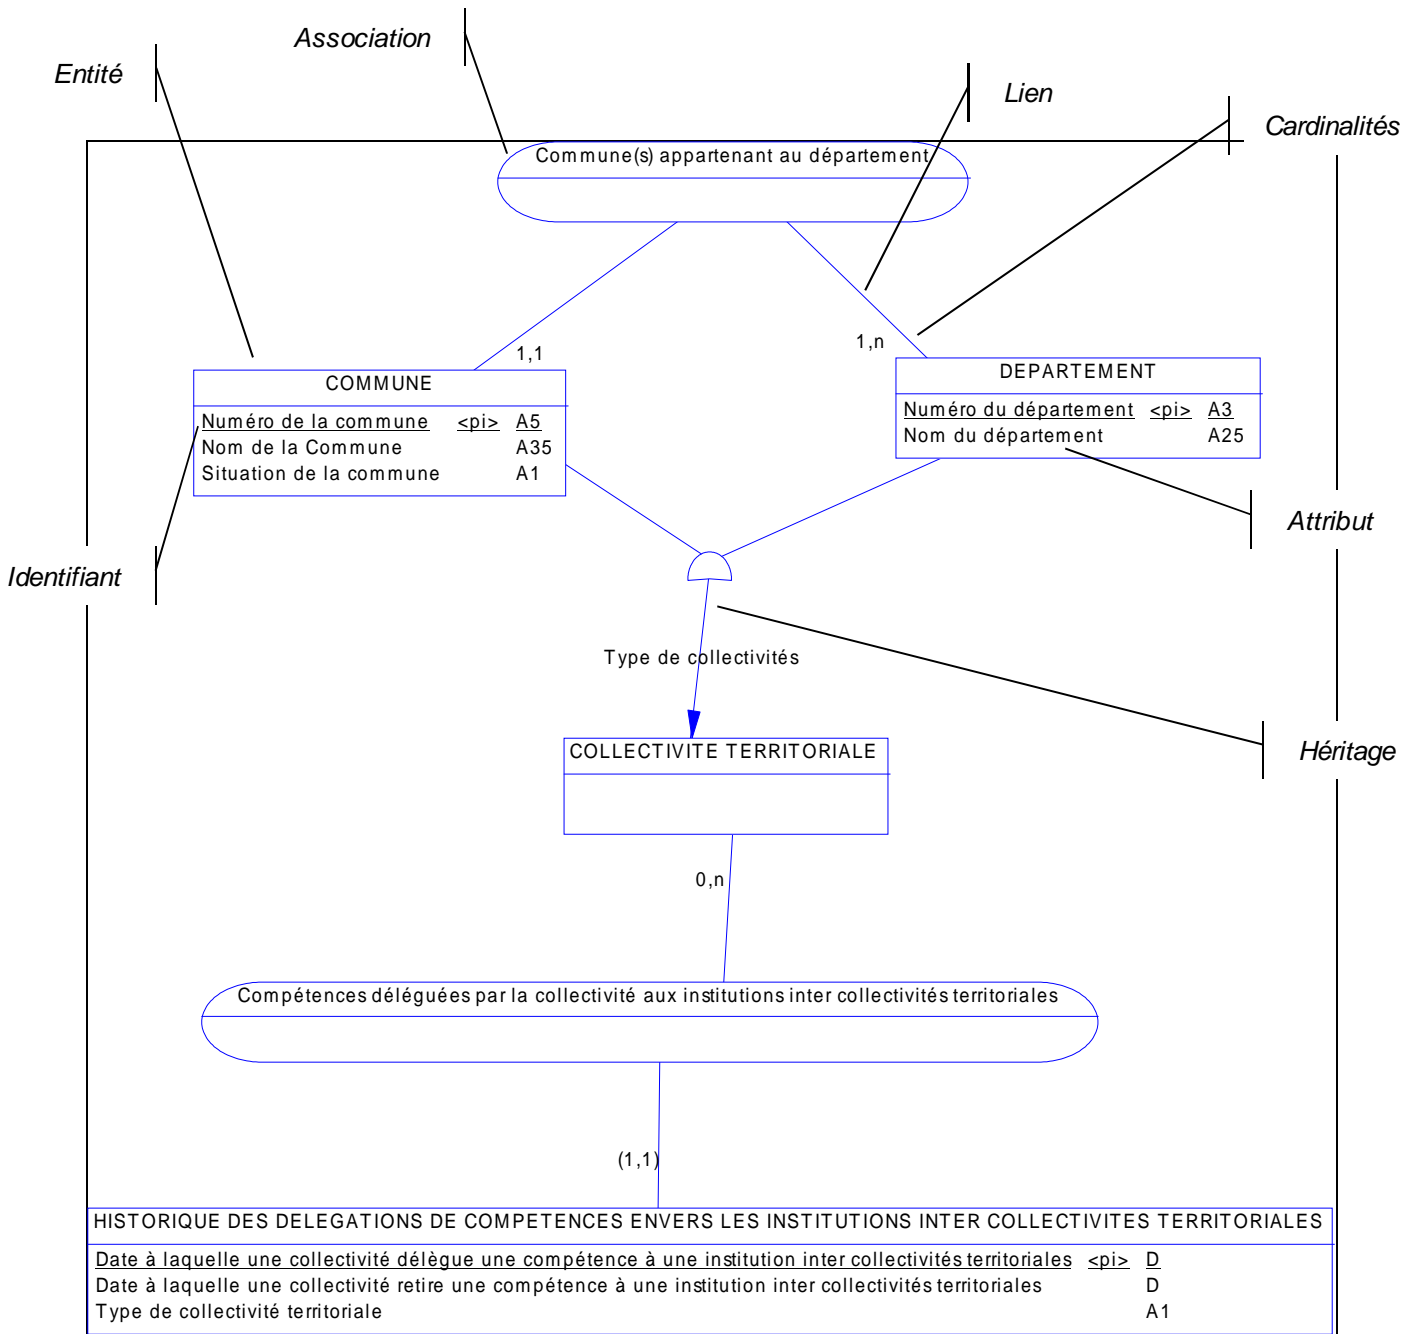 Association
Entité
Lien
Cardinalités
Commune(s) appartenant au département
1,1
1,n
COMMUNE
Numéro de la commune <pi> A5
Nom de la Commune A35
Situation de la commune A1
DEPARTEMENT
Numéro du département <pi> A3
Nom du département A25
Attribut
Identifiant
Type de collectivités
Héritage
COLLECTIVITE TERRITORIALE
0,n
Compétences déléguées par la collectivité aux institutions inter collectivités territoriales
(1,1)
HISTORIQUE DES DELEGATIONS DE COMPETENCES ENVERS LES INSTITUTIONS INTER COLLECTIVITES TERRITORIALES
Date à laquelle une collectivité délègue une compétence à une institution inter collectivités territoriales <pi> D
Date à laquelle une collectivité retire une compétence à une institution inter collectivités territoriales D
Type de collectivité territoriale A1